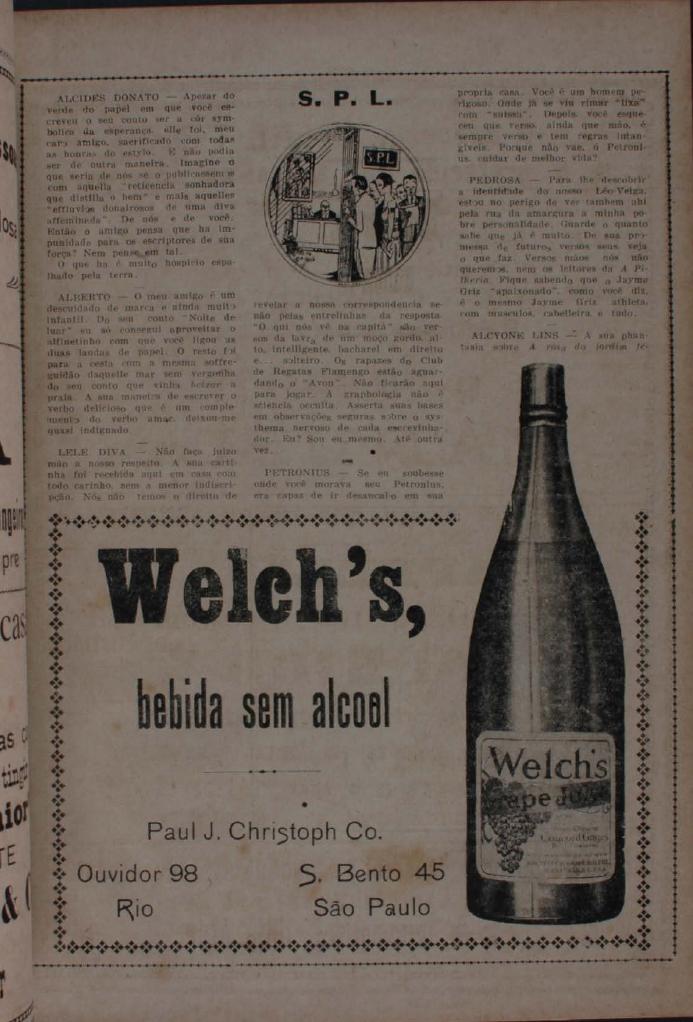 ALCIDES DONATO — Apezar do
verde do papel em que você es-
creveu o seu conto ser a côr sym-
bolica da esperança, elle foi, meu
caro amigo, sacrificado com todas
as honras do estylo. E não podia
ser de outra maneira. Imagine o
que seria de nós se o publicassemos
com aquella "reticencia sonhadora
que distilla o bem" e mais aquelles
"effluvios donairosos de uma diva
affeminada". De nós e de você.
Então o amigo pensa que ha im-
punidade para os escriptores de sua
força? Nem pense em tal.
O que ha é muito hospicio espa-
lhado pela terra.
ALBERTO — O meu amigo é um
descuidado de marca e ainda muito
infantil. Do seu conto "Noite de
luar" eu só consegui aproveitar o
alfinetinho com que você ligou as
duas laudas de papel. O resto foi
para a cesta com a mesma soffre-
guidão daquelle mar sem vergonha
do seu conto que vinha beizar a
praia. A sua maneira de escrever o
verbo delicioso que é um comple-
mento do verbo amar, deixou-me
quasi indignado.
LELE DIVA — Não faça juizo
máo a nosso respeito. A sua carti-
nha foi recebida aqui em casa com
todo carinho, sem a menor indiscri-
pção. Nós não temos o direito de
S. P. L.
S.P.L.
revelar a nossa correspondencia se-
não pelas entrelinhas da resposta.
"O qui nós vê na capitá" são ver-
sos da lavra de um moço gordo, al-
to, intelligente, bacharel em direito
e... solteiro. Os rapazes do Club
de Regatas Flamengo estão aguar-
dando o "Avon". Não ficarão aqui
para jogar. A graphologia não é
sciencia occulta. Asserta suas bases
em observações seguras sobre o sys-
thema nervoso de cada escrevinha-
dor. Eu? Sou eu mesmo. Até outra
vez.
PETRONIUS — Se eu soubesse
onde você morava seu Petronius,
era capaz de ir desancal-o em sua
propria casa. Você é um homem pe-
rigoso. Onde já se viu rimar "lixa"
com "suissa". Depois, você esque-
ceu que verso, ainda que máo, é
sempre verso e tem regras intan-
giveis. Porque não vae, ó Petroni-
us, cuidar de melhor vida?
PEDROSA — Para lhe descobrir
a identidade do nosso Léo-Veiga,
estou no perigo de ver tambem ahi
pela rua da amargura a minha po-
bre personalidade. Guarde o quanto
sabe que já é muito. De sua pro-
messa de futuros versos seus, veja
o que faz. Versos máos nós não
queremos, nem os leitores da A Pi-
lheria. Fique sabendo que a Jayme
Griz "apaixonado", como você diz,
é o mesmo Jayme Griz athleta,
com musculos, cabelleira e tudo.
ALCYONE LINS — A sua phan-
tasia sobre A rosa do jardim fe-
Welch's,
bebida sem alcool
Paul J. Christoph Co.
Ouvidor 98 S. Bento 45
Rio São Paulo
Welch's
Grape Juice
Concord Grapes